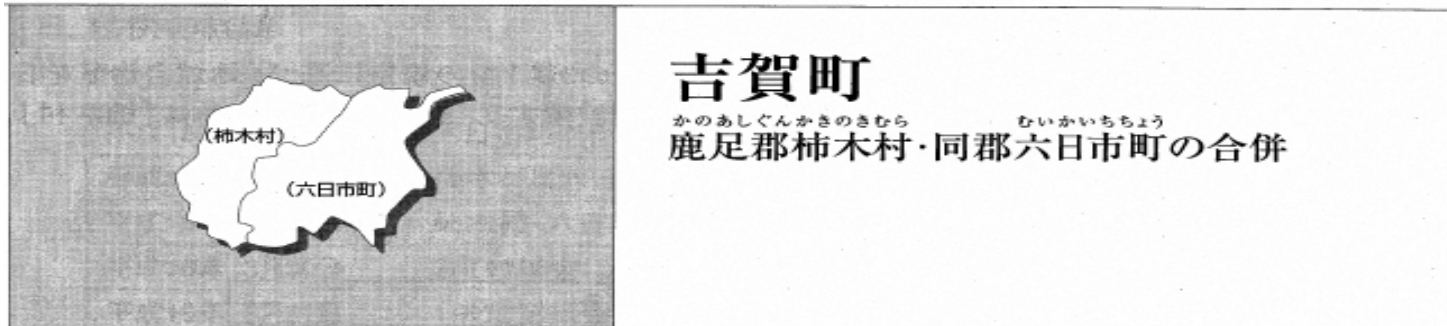 (柿木村)
(六日市町)
吉賀町
かのあしぐんかきのきむら むいかいちちょう
鹿足郡柿木村・同郡六日市町の合併